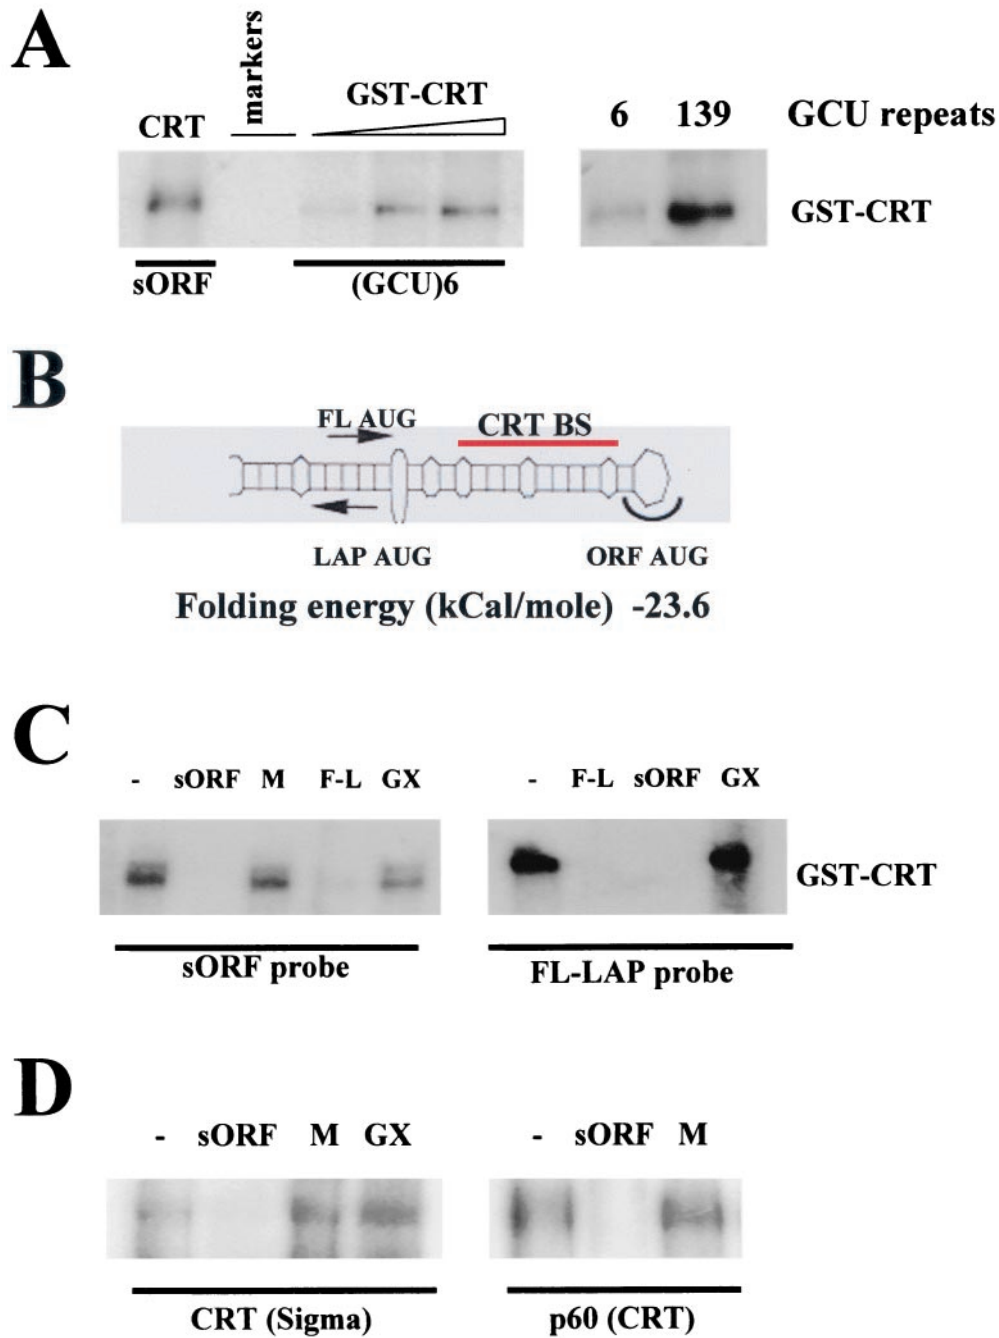 A
markers
GST-CRT
CRT
6 139 GCU repeats
GST-CRT
sORF
(GCU)6
B
FL AUG
CRT BS
LAP AUG
ORF AUG
Folding energy (kCal/mole) -23.6
C
- sORF M F-L GX
- F-L sORF GX
GST-CRT
sORF probe
FL-LAP probe
D
- sORF M GX
- sORF M
CRT (Sigma)
p60 (CRT)